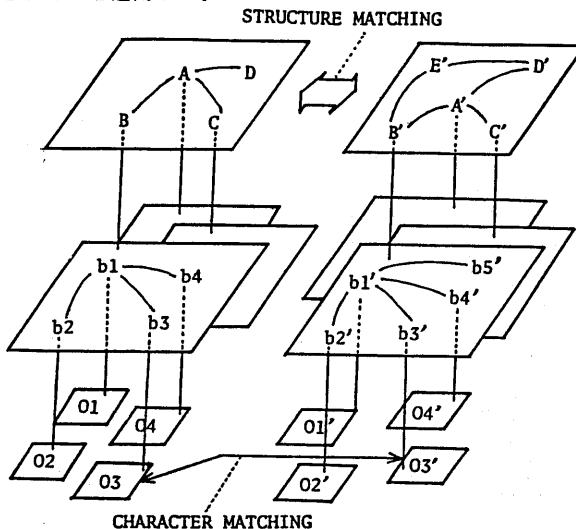 STRUCTURE MATCHING
A D
B C
E' D'
A'
B' C'
b1 b4
b2 b3
b5'
b1' b4'
b2' b3'
O1 O4
O2 O3
O1' O4'
O2' O3'
CHARACTER MATCHING